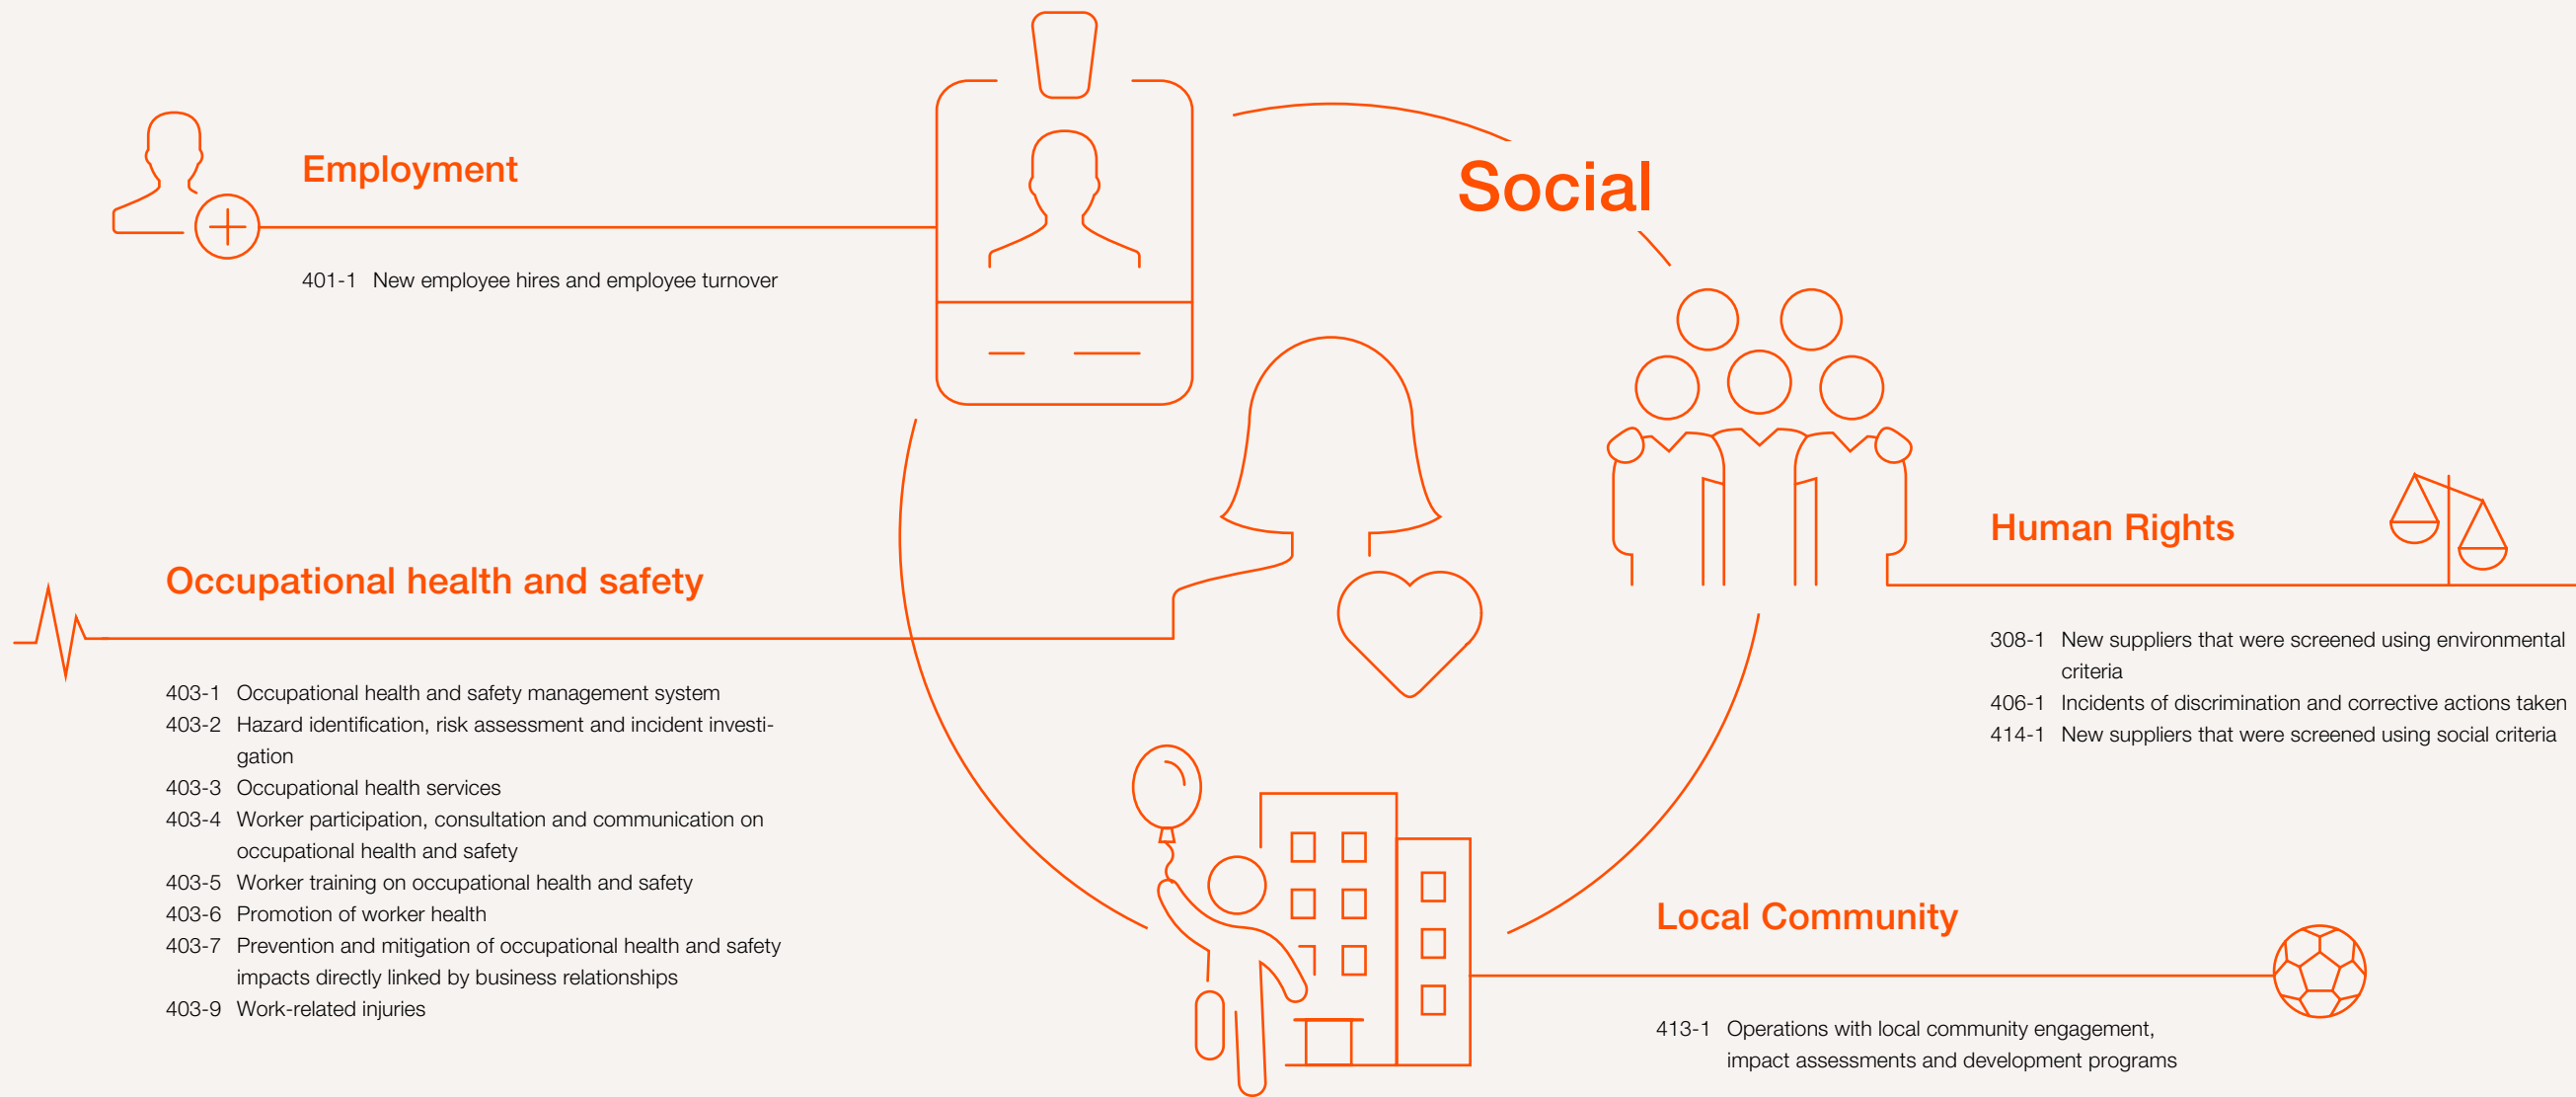 Social
Employment
401-1 New employee hires and employee turnover
Occupational health and safety
403-1 Occupational health and safety management system
403-2 Hazard identification, risk assessment and incident investi-
gation
403-3 Occupational health services
403-4 Worker participation, consultation and communication on
occupational health and safety
403-5 Worker training on occupational health and safety
403-6 Promotion of worker health
403-7 Prevention and mitigation of occupational health and safety
impacts directly linked by business relationships
403-9 Work-related injuries
Human Rights
308-1 New suppliers that were screened using environmental
criteria
406-1 Incidents of discrimination and corrective actions taken
414-1 New suppliers that were screened using social criteria
Local Community
413-1 Operations with local community engagement,
impact assessments and development programs